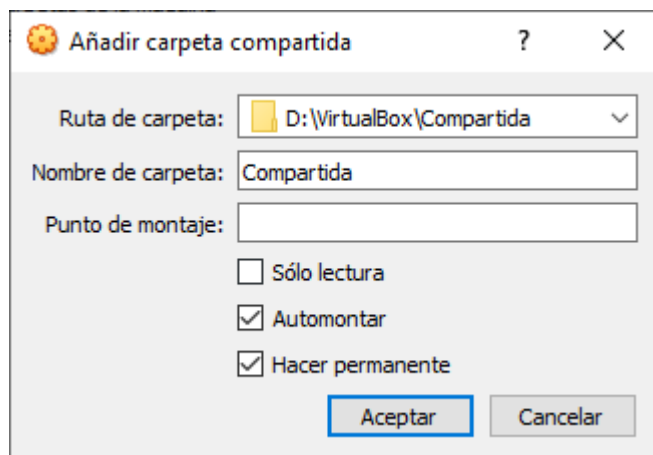 Añadir carpeta compartida ?
Ruta de carpeta: D:\VirtualBox\Compartida
Nombre de carpeta: Compartida
Punto de montaje:
Sólo lectura
Automontar
Hacer permanente
Aceptar Cancelar